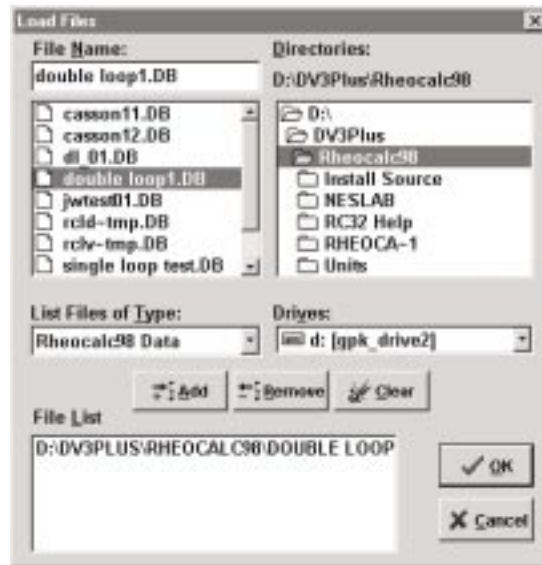 Load Files
File Name:
double loop1.DB
casson11.DB
casson12.DB
dl_01.DB
double loop1.DB
jwtest01.DB
rcld-tmp.DB
rclv-tmp.DB
single loop test.DB
Directories:
D:\DV3Plus\Rheocalc98
D:\
DV3Plus
Rheocalc98
Install Source
NESLAB
RC32 Help
RHEOCA~1
Units
List Files of Type:
Rheocalc98 Data
Drives:
d: [gpk_drive2]
Add
Remove
Clear
File List
D:\DV3PLUS\RHEOCALC98\DOUBLE LOOP
OK
Cancel